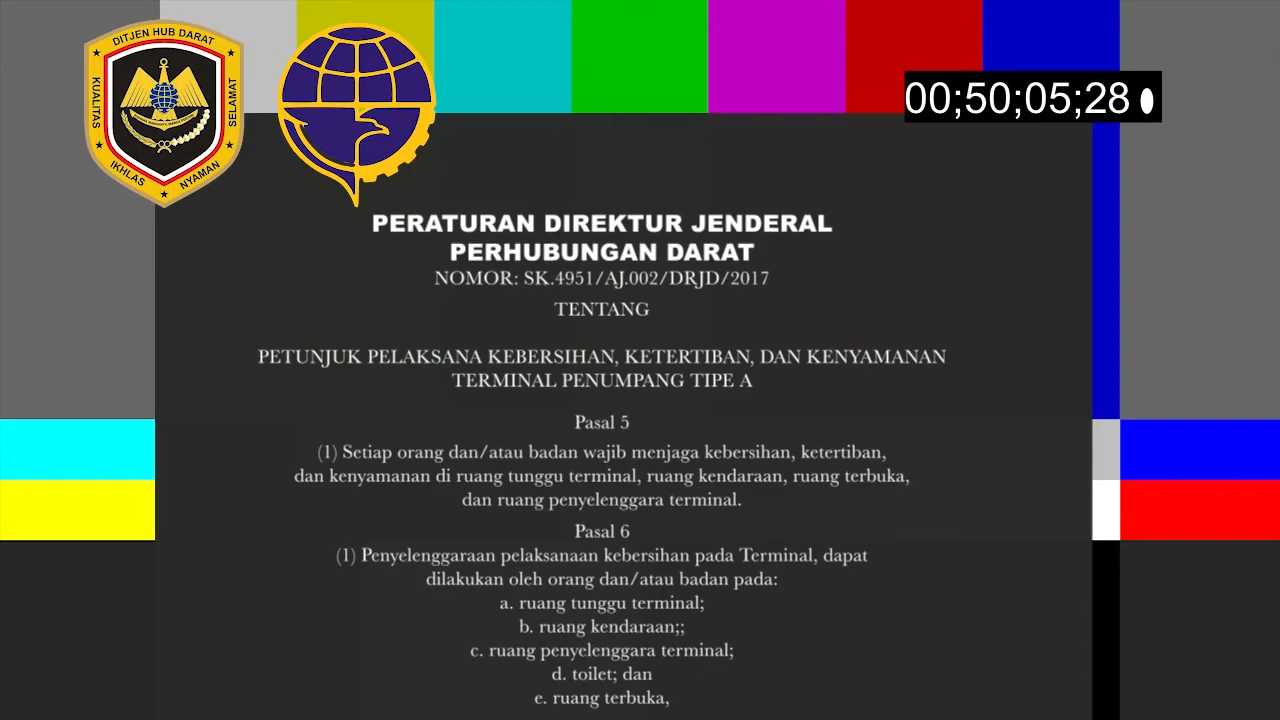 DITJEN HUB DARAT
KUALITAS
SELAMAT
IKHLAS
NYAMAN
00;50;05;28
PERATURAN DIREKTUR JENDERAL
PERHUBUNGAN DARAT
NOMOR: SK.4951/AJ.002/DRJD/2017
TENTANG
PETUNJUK PELAKSANA KEBERSIHAN, KETERTIBAN, DAN KENYAMANAN
TERMINAL PENUMPANG TIPE A
Pasal 5
(1) Setiap orang dan/atau badan wajib menjaga kebersihan, ketertiban,
dan kenyamanan di ruang tunggu terminal, ruang kendaraan, ruang terbuka,
dan ruang penyelenggara terminal.
Pasal 6
(1) Penyelenggaraan pelaksanaan kebersihan pada Terminal, dapat
dilakukan oleh orang dan/atau badan pada:
a. ruang tunggu terminal;
b. ruang kendaraan;;
c. ruang penyelenggara terminal;
d. toilet; dan
e. ruang terbuka,